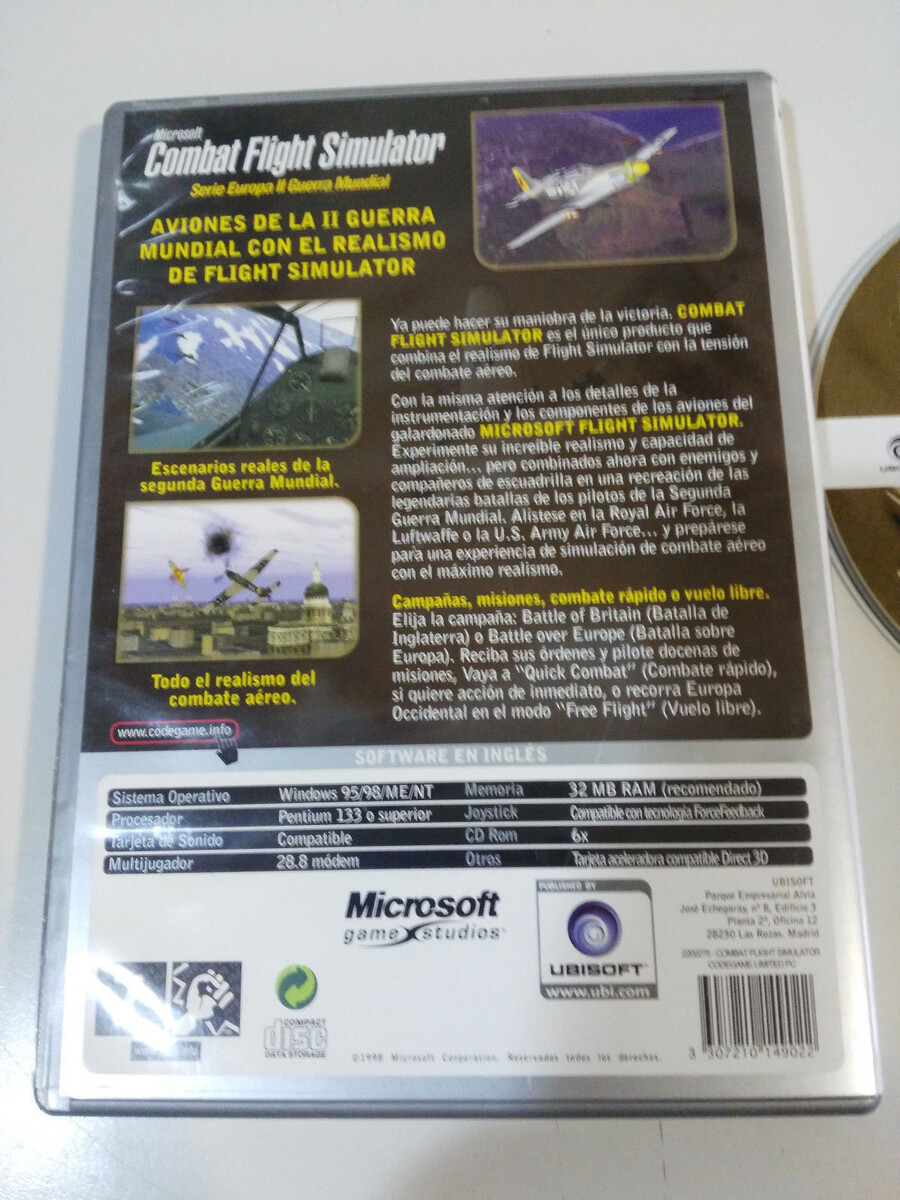 Microsoft
Combat Flight Simulator
Serie Europa II Guerra Mundial
AVIONES DE LA II GUERRA
MUNDIAL CON EL REALISMO
DE FLIGHT SIMULATOR
Ya puede hacer su maniobra de la victoria. COMBAT
FLIGHT SIMULATOR es el único producto que
combina el realismo de Flight Simulator con la tensión
del combate aéreo.
Con la misma atención a los detalles de la
instrumentación y los componentes de los aviones del
galardonado MICROSOFT FLIGHT SIMULATOR.
Experimente su increíble realismo y capacidad de
ampliación... pero combinados ahora con enemigos y
compañeros de escuadrilla en una recreación de las
legendarias batallas de los pilotos de la Segunda
Guerra Mundial. Alístese en la Royal Air Force, la
Luftwaffe o la U.S. Army Air Force... y prepárese
para una experiencia de simulación de combate aéreo
con el máximo realismo.
Escenarios reales de la
segunda Guerra Mundial.
Campañas, misiones, combate rápido o vuelo libre.
Elija la campaña: Battle of Britain (Batalla de
Inglaterra) o Battle over Europe (Batalla sobre
Europa). Reciba sus órdenes y pilote docenas de
misiones, Vaya a "Quick Combat" (Combate rápido),
si quiere acción de inmediato, o recorra Europa
Occidental en el modo "Free Flight" (Vuelo libre).
Todo el realismo del
combate aéreo.
www.codegame.info
SOFTWARE EN INGLÉS
Sistema Operativo Windows 95/98/ME/NT Memoria 32 MB RAM (recomendado)
Procesador Pentium 133 o superior Joystick Compatible con tecnología ForceFeedback
Tarjeta de Sonido Compatible CD Rom 6x
Multijugador 28.8 módem Otros Tarjeta aceleradora compatible Direct 3D
Microsoft
game studios
PUBLISHED BY
UBISOFT
www.ubi.com
UBISOFT
Parque Empresarial Alvia
José Echegaray, nº 8, Edificio 3
Planta 2ª, Oficina 12
28230 Las Rozas. Madrid
2202275 - COMBAT FLIGHT SIMULATOR
CODEGAME LIMITED PC
COMPACT
disc
DATA STORAGE
©1998 Microsoft Corporation. Reservados todos los derechos.
3 307210 149022